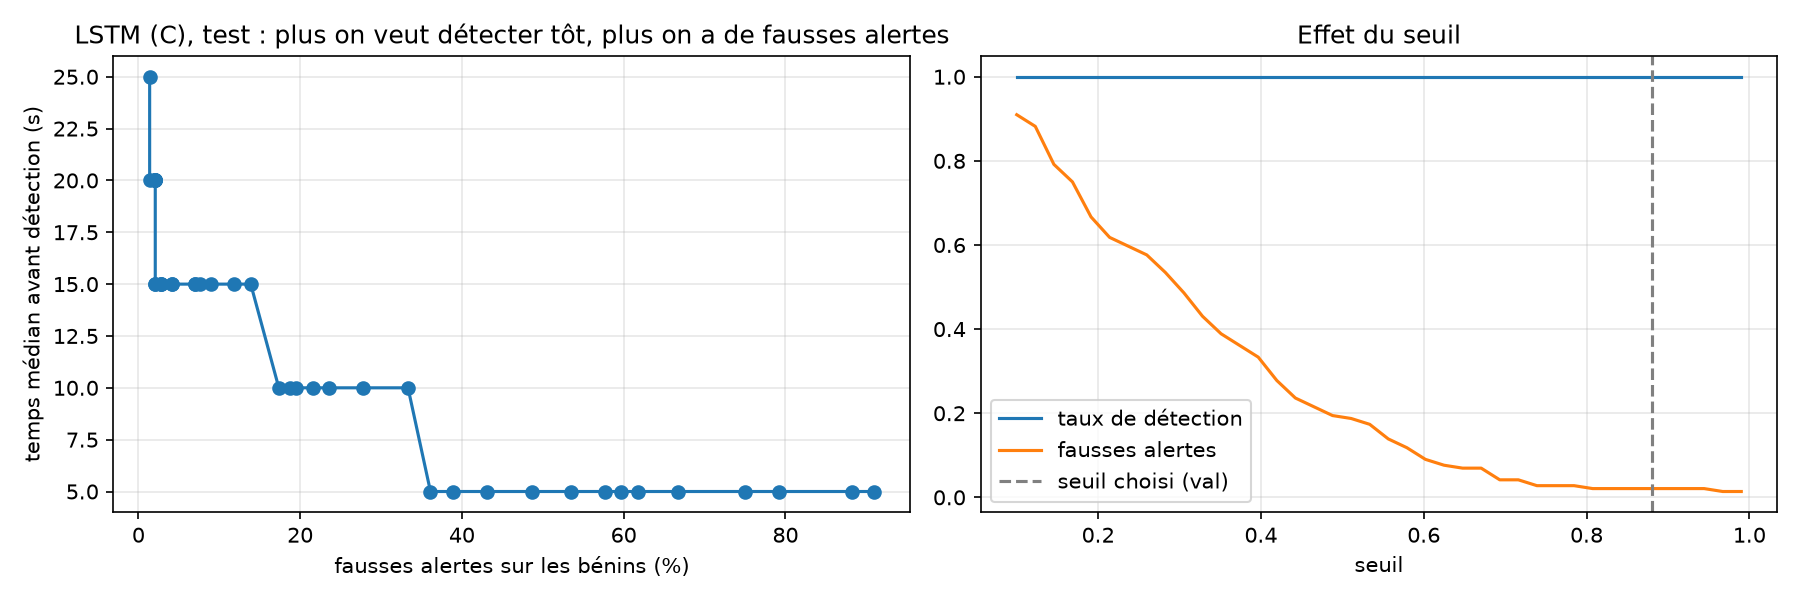 LSTM (C), test : plus on veut détecter tôt, plus on a de fausses alertes
temps médian avant détection (s)
25.0
22.5
20.0
17.5
15.0
12.5
10.0
7.5
5.0
0 20 40 60 80
fausses alertes sur les bénins (%)
Effet du seuil
1.0
0.8
0.6
0.4
0.2
0.0
taux de détection
fausses alertes
seuil choisi (val)
0.2 0.4 0.6 0.8 1.0
seuil